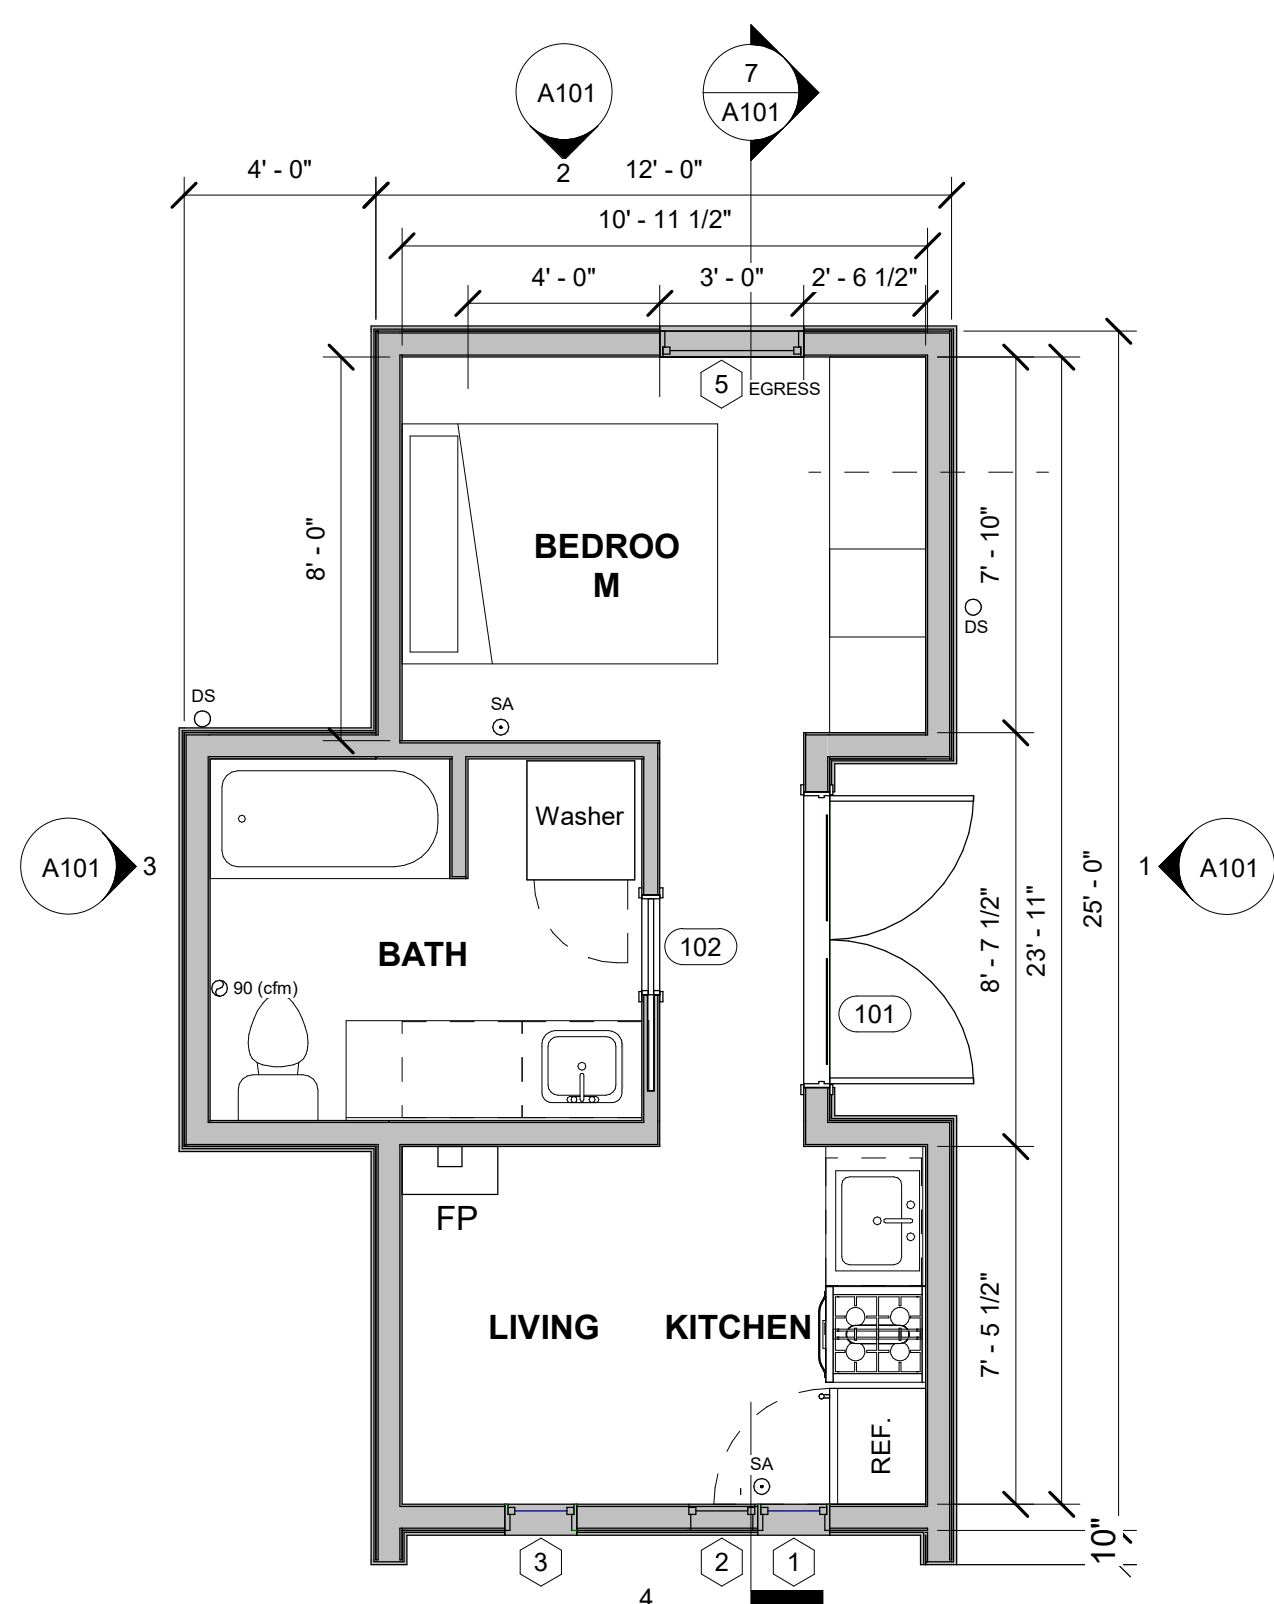 7
A101
A101
2
4' - 0"
12' - 0"
10' - 11 1/2"
4' - 0"
3' - 0"
2' - 6 1/2"
5
EGRESS
8' - 0"
BEDROO
M
7' - 10"
DS
DS
SA
Washer
A101
3
BATH
102
101
90 (cfm)
8' - 7 1/2"
23' - 11"
25' - 0"
1
A101
FP
LIVING
KITCHEN
7' - 5 1/2"
REF.
SA
10"
3
2
1
4